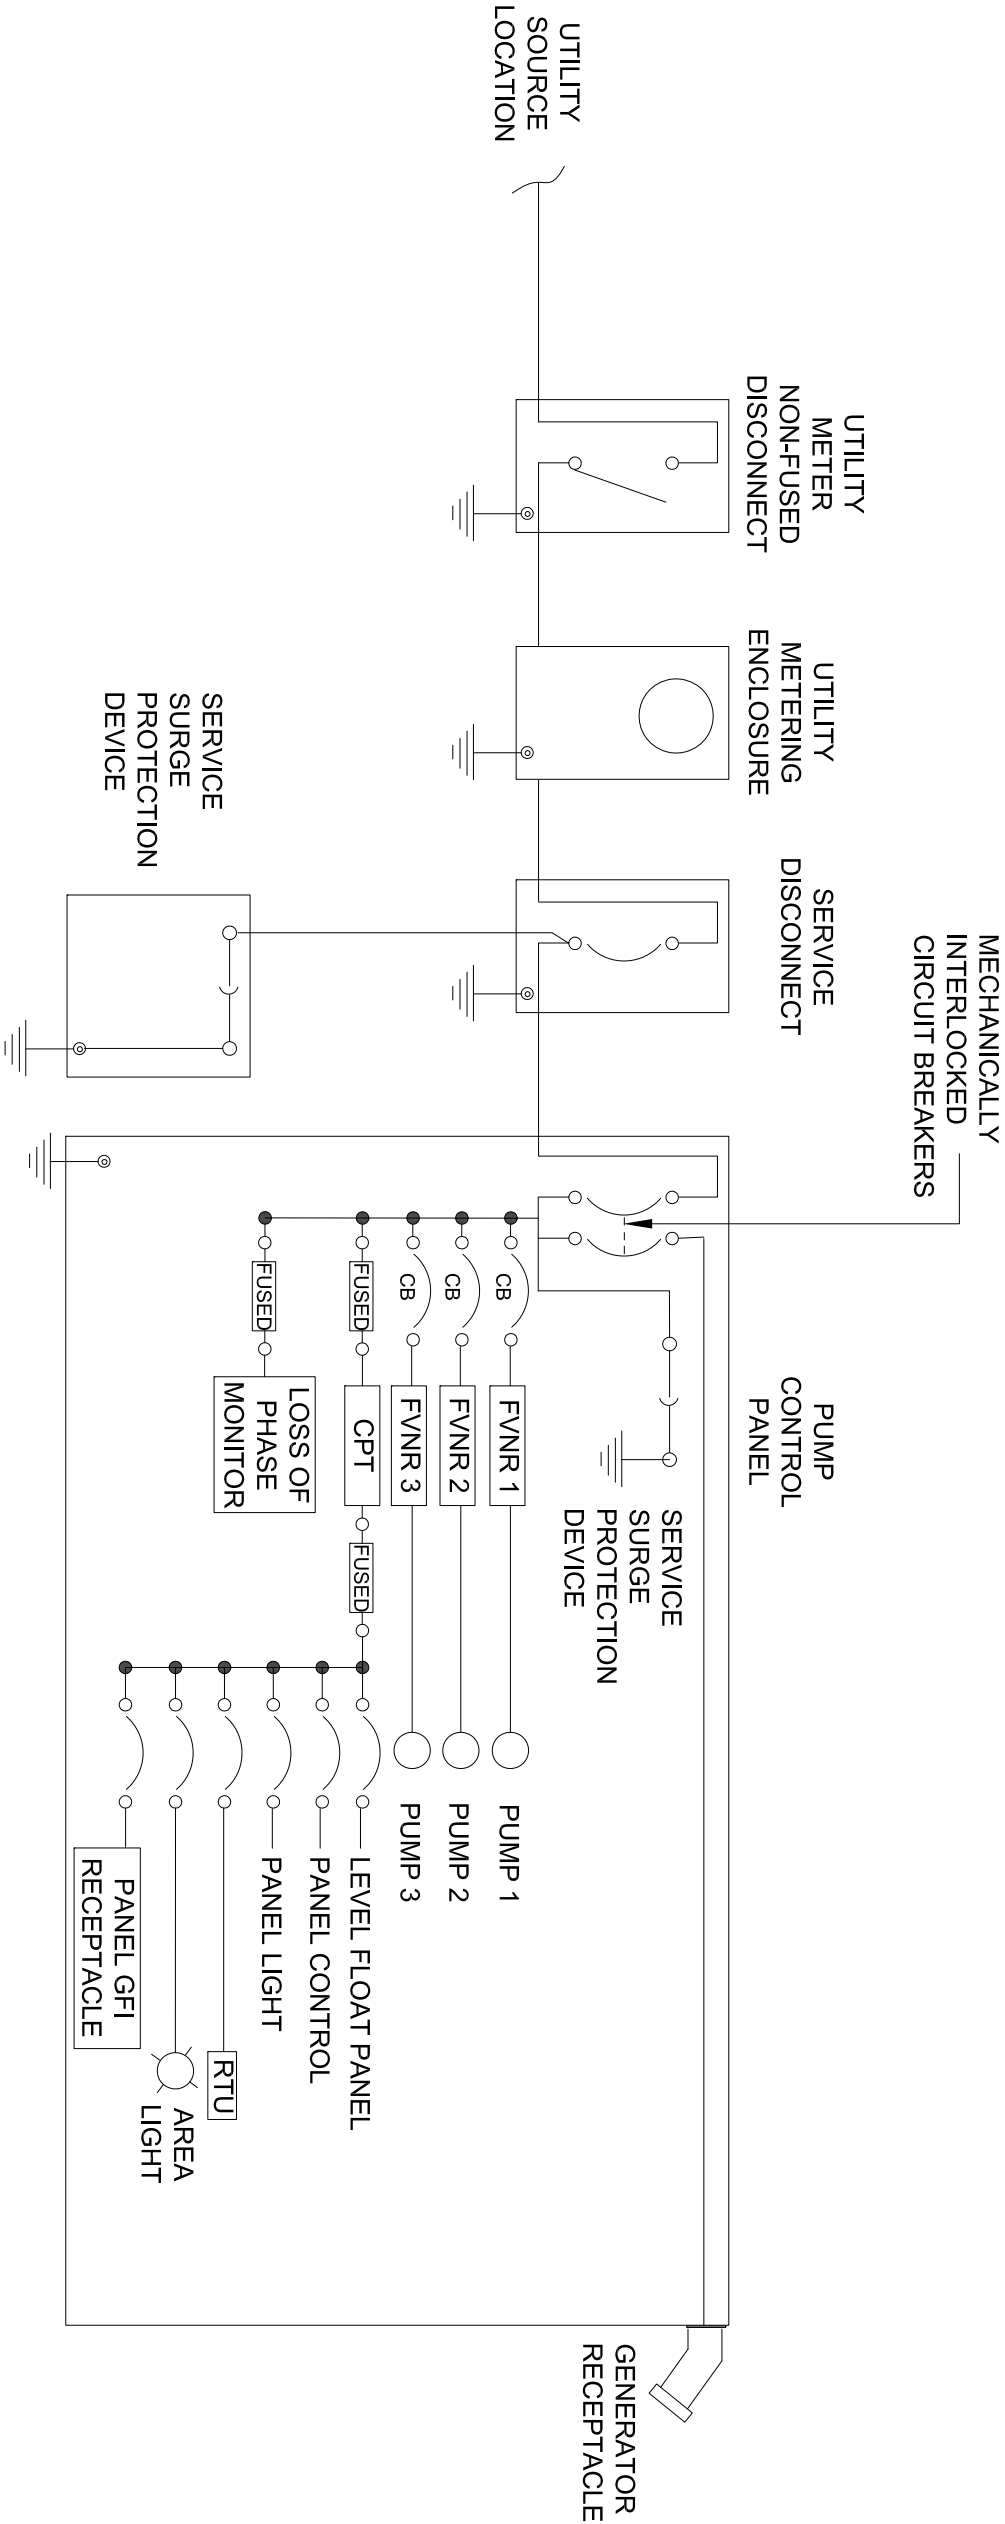 UTILITY
SOURCE
LOCATION
UTILITY
METER
NON-FUSED
DISCONNECT
UTILITY
METERING
ENCLOSURE
SERVICE
DISCONNECT
MECHANICALLY
INTERLOCKED
CIRCUIT BREAKERS
PUMP
CONTROL
PANEL
SERVICE
SURGE
PROTECTION
DEVICE
SERVICE
SURGE
PROTECTION
DEVICE
CB
FVNR 1
PUMP 1
CB
FVNR 2
PUMP 2
CB
FVNR 3
PUMP 3
FUSED
CPT
FUSED
FUSED
LOSS OF
PHASE
MONITOR
LEVEL FLOAT PANEL
PANEL CONTROL
PANEL LIGHT
RTU
AREA
LIGHT
PANEL GFI
RECEPTACLE
GENERATOR
RECEPTACLE